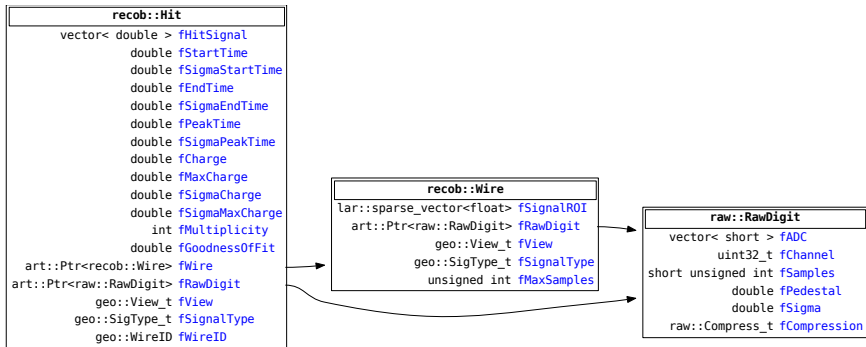 recob::Hit
vector< double > fHitSignal
double fStartTime
double fSigmaStartTime
double fEndTime
double fSigmaEndTime
double fPeakTime
double fSigmaPeakTime
double fCharge
double fMaxCharge
double fSigmaCharge
double fSigmaMaxCharge
int fMultiplicity
double fGoodnessOfFit
art::Ptr<recob::Wire> fWire
art::Ptr<raw::RawDigit> fRawDigit
geo::View_t fView
geo::SigType_t fSignalType
geo::WireID fWireID
recob::Wire
lar::sparse_vector<float> fSignalROI
art::Ptr<raw::RawDigit> fRawDigit
geo::View_t fView
geo::SigType_t fSignalType
unsigned int fMaxSamples
raw::RawDigit
vector< short > fADC
uint32_t fChannel
short unsigned int fSamples
double fPedestal
double fSigma
raw::Compress_t fCompression